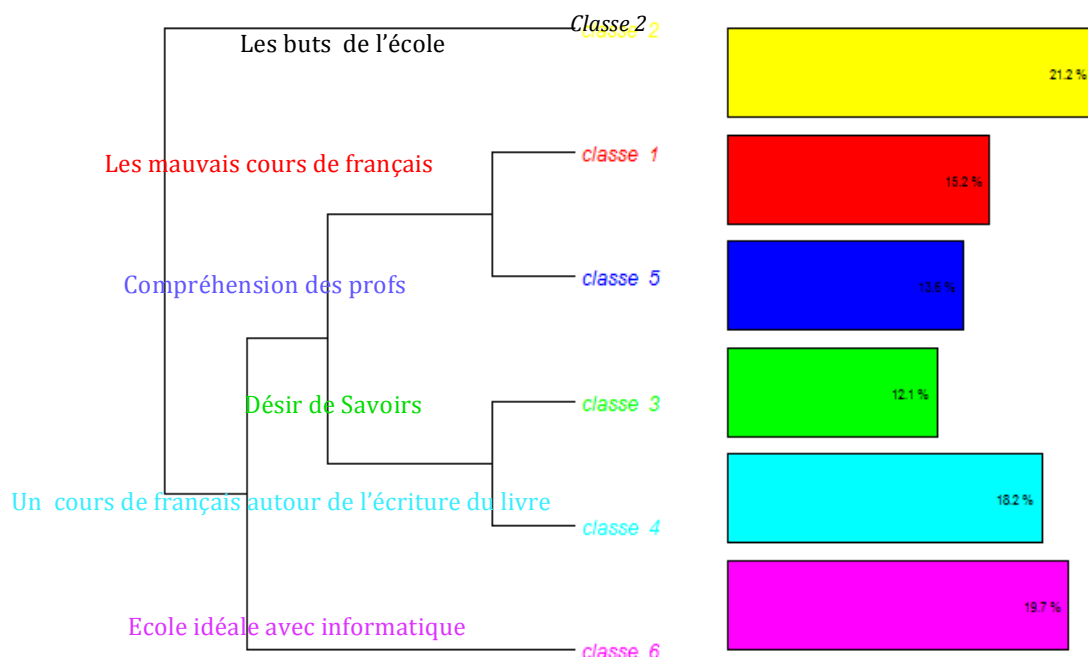 Classe 2
classe 2
Les buts de l'école
21.2 %
Les mauvais cours de français
classe 1
15.2 %
Compréhension des profs
classe 5
13.6 %
Désir de Savoirs
classe 3
12.1 %
Un cours de français autour de l'écriture du livre
classe 4
18.2 %
Ecole idéale avec informatique
classe 6
19.7 %